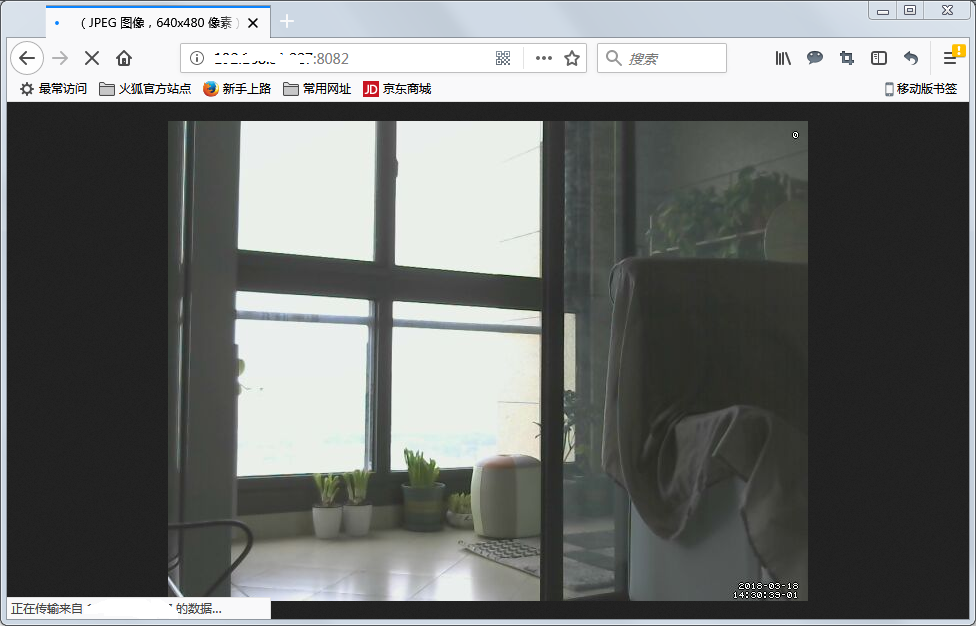 （JPEG 图像，640x480 像素）
:8082
搜索
最常访问
火狐官方站点
新手上路
常用网址
JD 京东商城
移动版书签
0
2018-03-18
14:30:39-01
正在传输来自
的数据...